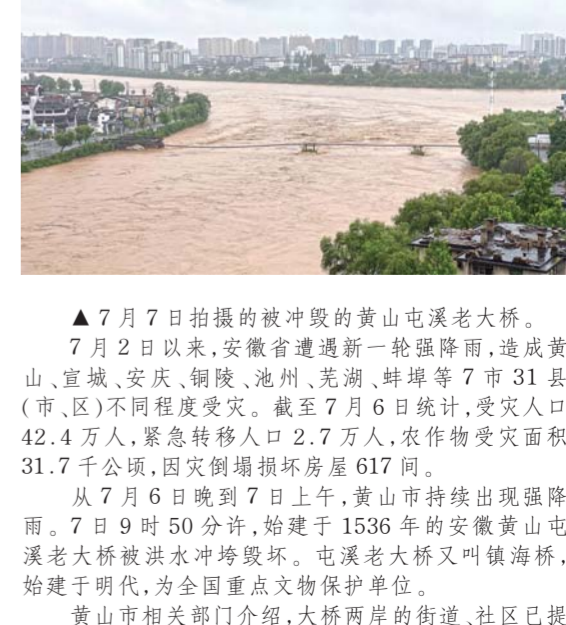 ▲7月7日拍摄的被冲毁的黄山屯溪老大桥。
7月2日以来,安徽省遭遇新一轮强降雨,造成黄
山、宣城、安庆、铜陵、池州、芜湖、蚌埠等7市31县
(市、区)不同程度受灾。截至7月6日统计,受灾人口
42.4万人,紧急转移人口2.7万人,农作物受灾面积
31.7千公顷,因灾倒塌损坏房屋617间。
从7月6日晚到7日上午,黄山市持续出现强降
雨。7日9时50分许,始建于1536年的安徽黄山屯
溪老大桥被洪水冲垮毁坏。屯溪老大桥又叫镇海桥,
始建于明代,为全国重点文物保护单位。
黄山市相关部门介绍,大桥两岸的街道、社区已提